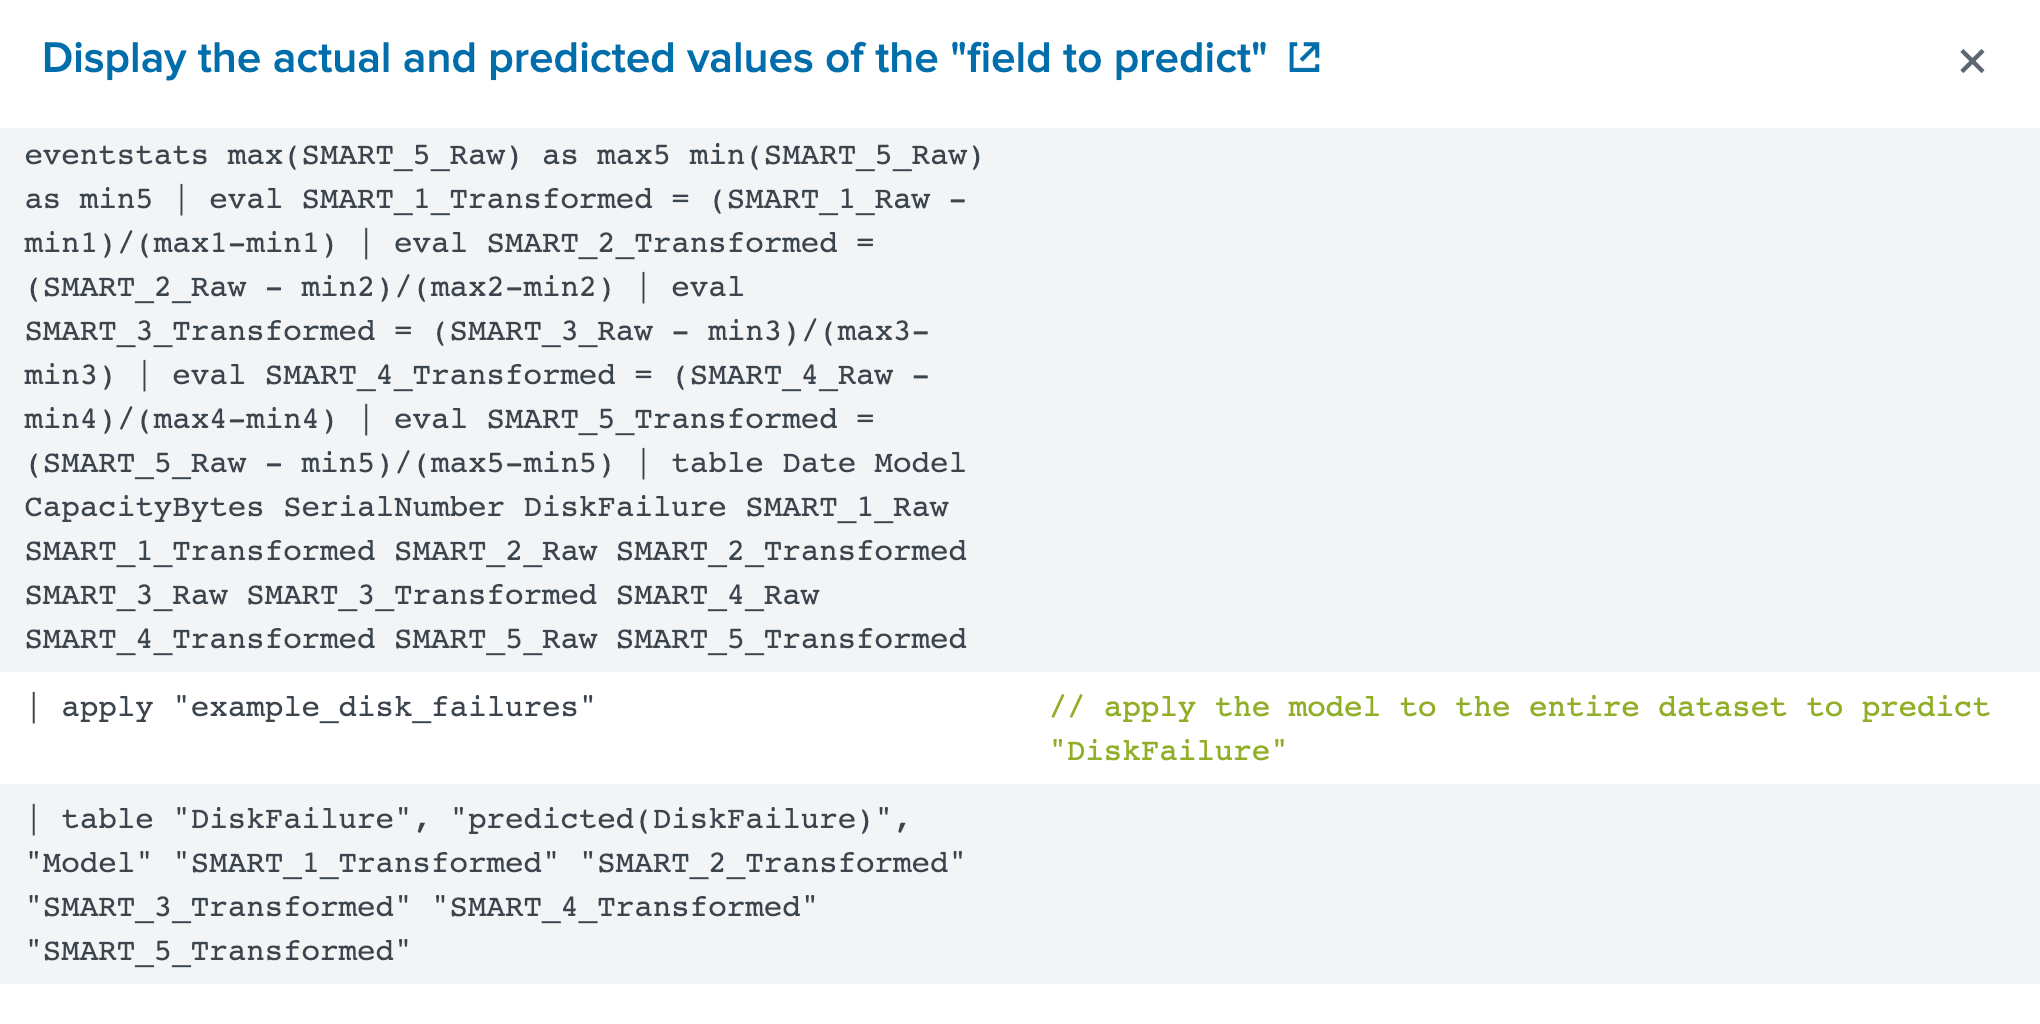 Display the actual and predicted values of the "field to predict"
eventstats max(SMART_5_Raw) as max5 min(SMART_5_Raw)
as min5 | eval SMART_1_Transformed = (SMART_1_Raw -
min1)/(max1-min1) | eval SMART_2_Transformed =
(SMART_2_Raw - min2)/(max2-min2) | eval
SMART_3_Transformed = (SMART_3_Raw - min3)/(max3-
min3) | eval SMART_4_Transformed = (SMART_4_Raw -
min4)/(max4-min4) | eval SMART_5_Transformed =
(SMART_5_Raw - min5)/(max5-min5) | table Date Model
CapacityBytes SerialNumber DiskFailure SMART_1_Raw
SMART_1_Transformed SMART_2_Raw SMART_2_Transformed
SMART_3_Raw SMART_3_Transformed SMART_4_Raw
SMART_4_Transformed SMART_5_Raw SMART_5_Transformed
| apply "example_disk_failures"
// apply the model to the entire dataset to predict
"DiskFailure"
| table "DiskFailure", "predicted(DiskFailure)",
"Model" "SMART_1_Transformed" "SMART_2_Transformed"
"SMART_3_Transformed" "SMART_4_Transformed"
"SMART_5_Transformed"